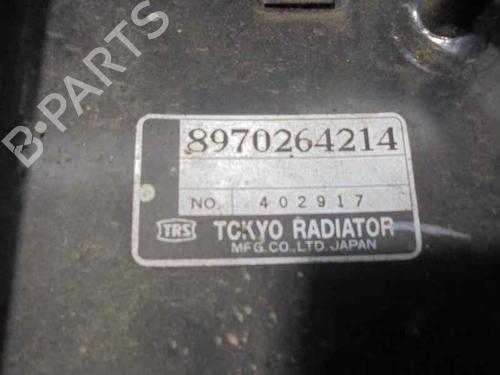 8970264214
NO. 402917
TRS TOKYO RADIATOR
MFG.CO.,LTD.JAPAN
B-PARTS